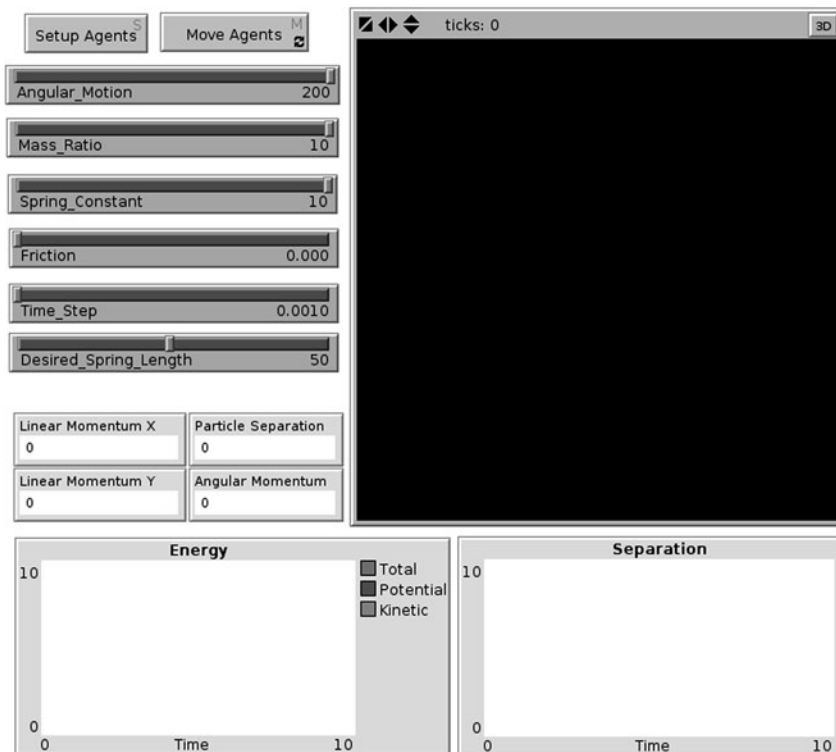 S
Setup Agents
M
Move Agents
ticks: 0
3D
Angular_Motion 200
Mass_Ratio 10
Spring_Constant 10
Friction 0.000
Time_Step 0.0010
Desired_Spring_Length 50
Linear Momentum X
0
Particle Separation
0
Linear Momentum Y
0
Angular Momentum
0
Energy
10
0
0 Time 10
Total
Potential
Kinetic
Separation
10
0
0 Time 10